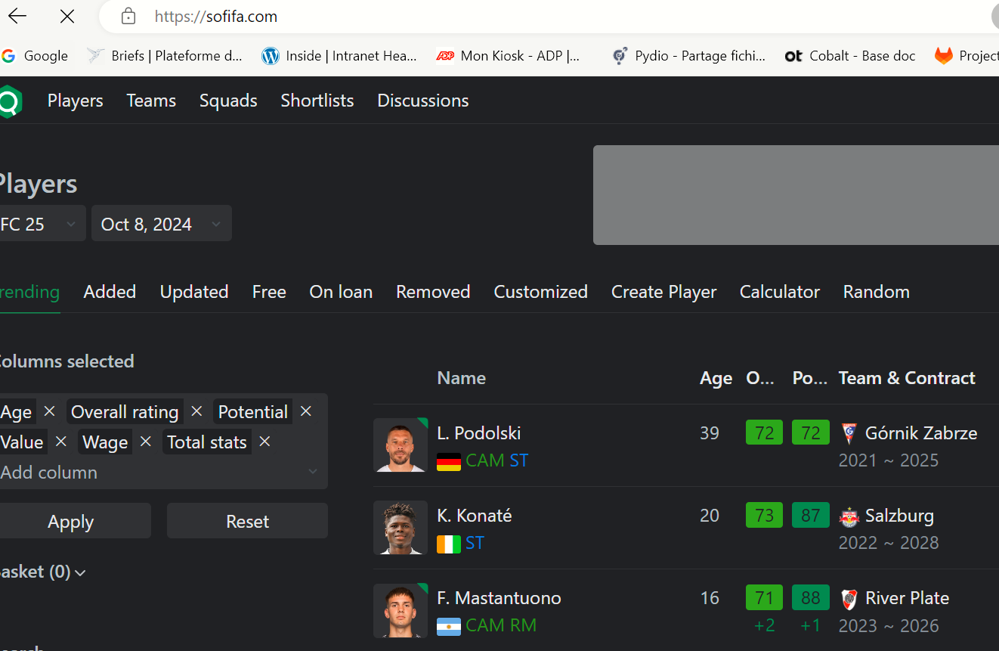 https://sofifa.com
Google Briefs | Plateforme d... Inside | Intranet Hea... ADP Mon Kiosk - ADP |... Pydio - Partage fichi... ot Cobalt - Base doc Project
Players Teams Squads Shortlists Discussions
Players
FC 25 Oct 8, 2024
rending Added Updated Free On loan Removed Customized Create Player Calculator Random
Columns selected
Name Age O... Po... Team & Contract
Age × Overall rating × Potential ×
Value × Wage × Total stats ×
Add column
Apply Reset
asket (0)
L. Podolski 39 72 72 Górnik Zabrze
CAM ST 2021 ~ 2025
K. Konaté 20 73 87 Salzburg
ST 2022 ~ 2028
F. Mastantuono 16 71 88 River Plate
CAM RM +2 +1 2023 ~ 2026